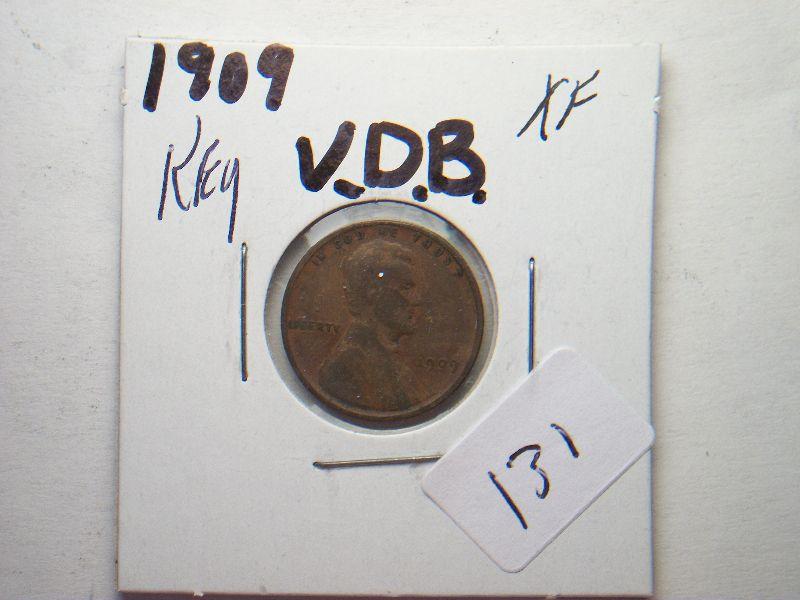 1909
XF
KEy
V.D.B.
IN GOD WE TRUST
LIBERTY
1909
131